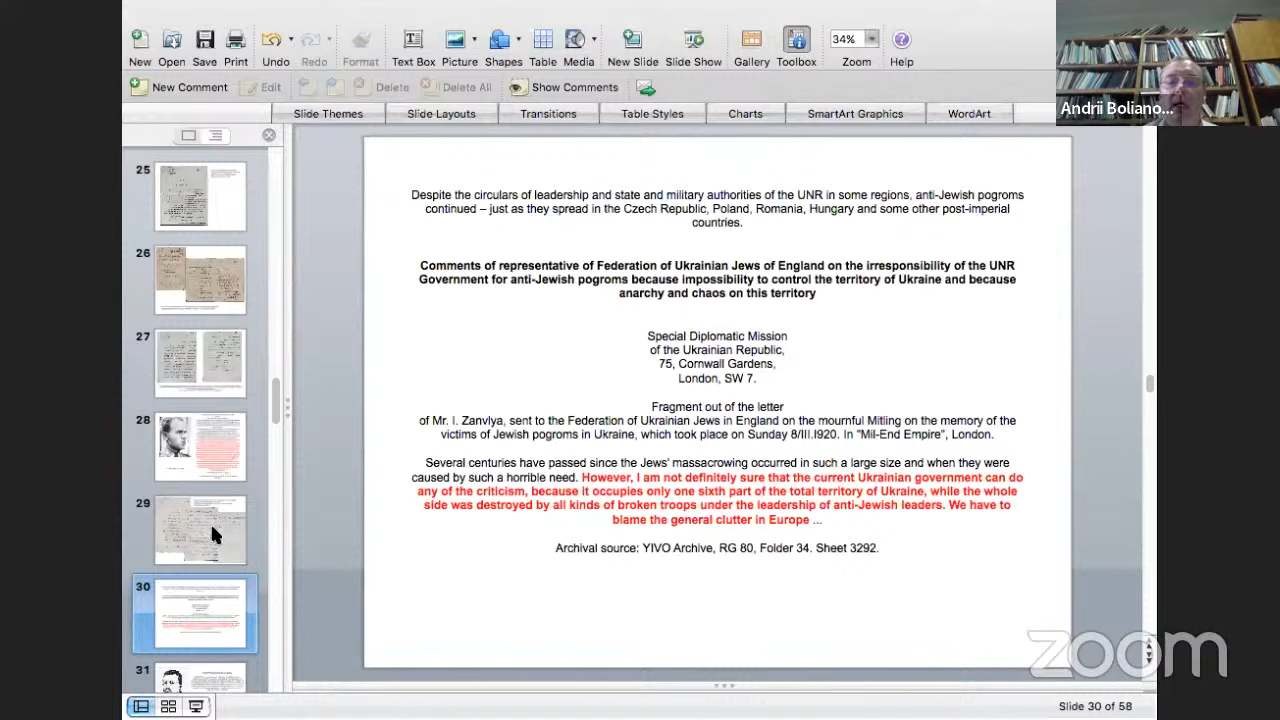 New Open Save Print Undo Redo Format Text Box Picture Shapes Table Media New Slide Slide Show Gallery Toolbox 34% Zoom Help
New Comment Edit Delete Delete All Show Comments
Slide Themes Slide Layouts Transitions Table Styles Charts SmartArt Graphics WordArt
Andrii Boliano...
25
26
27
28
29
30
31
Despite the circulars of leadership and state and military authorities of the UNR in some regions, anti-Jewish pogroms
continued – just as they spread in the Czech Republic, Poland, Romania, Hungary and some other post-imperial
countries.
Comments of representative of Federation of Ukrainian Jews of England on the irresponsibility of the UNR
Government for anti-Jewish pogroms because impossibility to control the territory of Ukraine and because
anarchy and chaos on this territory
Special Diplomatic Mission
of the Ukrainian Republic,
75, Cornwall Gardens,
London, SW 7.
Fragment out of the letter
of Mr. I. Zanvlya, sent to the Federation of Ukrainian Jews in England on the mournful Mitling on the memory of the
victims of Jewish pogroms in Ukraine, which took place on Sunday 8/III.I920. In "Mil-End Empire", London.
Several centuries have passed since the Jews' massacrowing occurred in such a large size and when they were
caused by such a horrible need. However, I am not definitely sure that the current Ukrainian government can do
any of the criticism, because it occupies only one sixth part of the total territory of Ukraine, while the whole
side was destroyed by all kinds of broken troops under the leadership of anti-Jewish leaders. We have to
blame the general clutter in Europe ...
Archival source: YIVO Archive, RG 80, Folder 34. Sheet 3292.
zoom
Slide 30 of 58